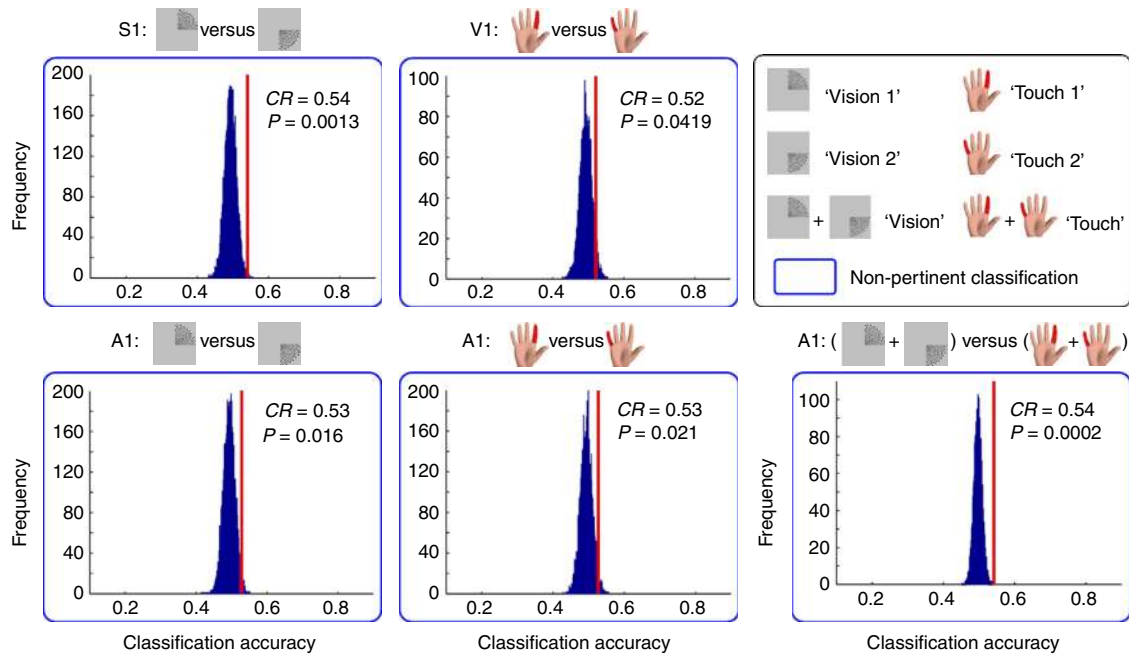 S1: versus
V1: versus
200
160
120
80
40
0
Frequency
0.2 0.4 0.6 0.8
CR = 0.54
P = 0.0013
100
80
60
40
20
0
0.2 0.4 0.6 0.8
CR = 0.52
P = 0.0419
'Vision 1' 'Touch 1'
'Vision 2' 'Touch 2'
+ 'Vision' + 'Touch'
Non-pertinent classification
A1: versus
A1: versus
A1: ( + ) versus ( + )
200
160
120
80
40
0
Frequency
0.2 0.4 0.6 0.8
CR = 0.53
P = 0.016
Classification accuracy
200
160
120
80
40
0
0.2 0.4 0.6 0.8
CR = 0.53
P = 0.021
Classification accuracy
100
80
60
40
20
0
Frequency
0.2 0.4 0.6 0.8
CR = 0.54
P = 0.0002
Classification accuracy